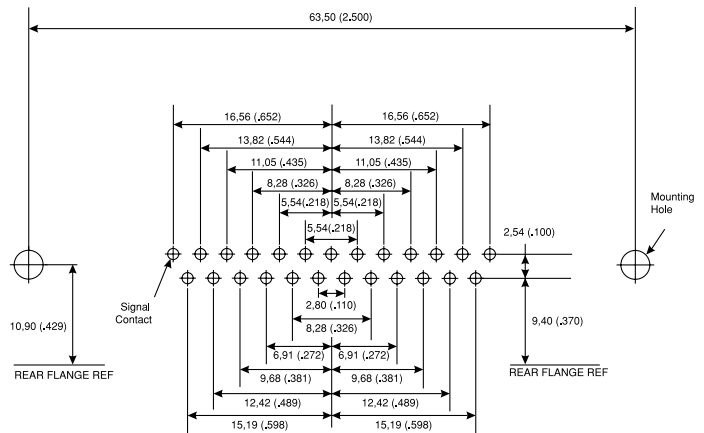 63,50 (2.500)
16,56 (.652) 16,56 (.652)
13,82 (.544) 13,82 (.544)
11,05 (.435) 11,05 (.435)
8,28 (.326) 8,28 (.326)
5,54(.218) 5,54(.218)
5,54(.218)
Mounting
Hole
2,54 (.100)
Signal
Contact
2,80 (.110)
8,28 (.326)
10,90 (.429)
9,40 (.370)
6,91 (.272) 6,91 (.272)
REAR FLANGE REF REAR FLANGE REF
9,68 (.381) 9,68 (.381)
12,42 (.489) 12,42 (.489)
15,19 (.598) 15,19 (.598)